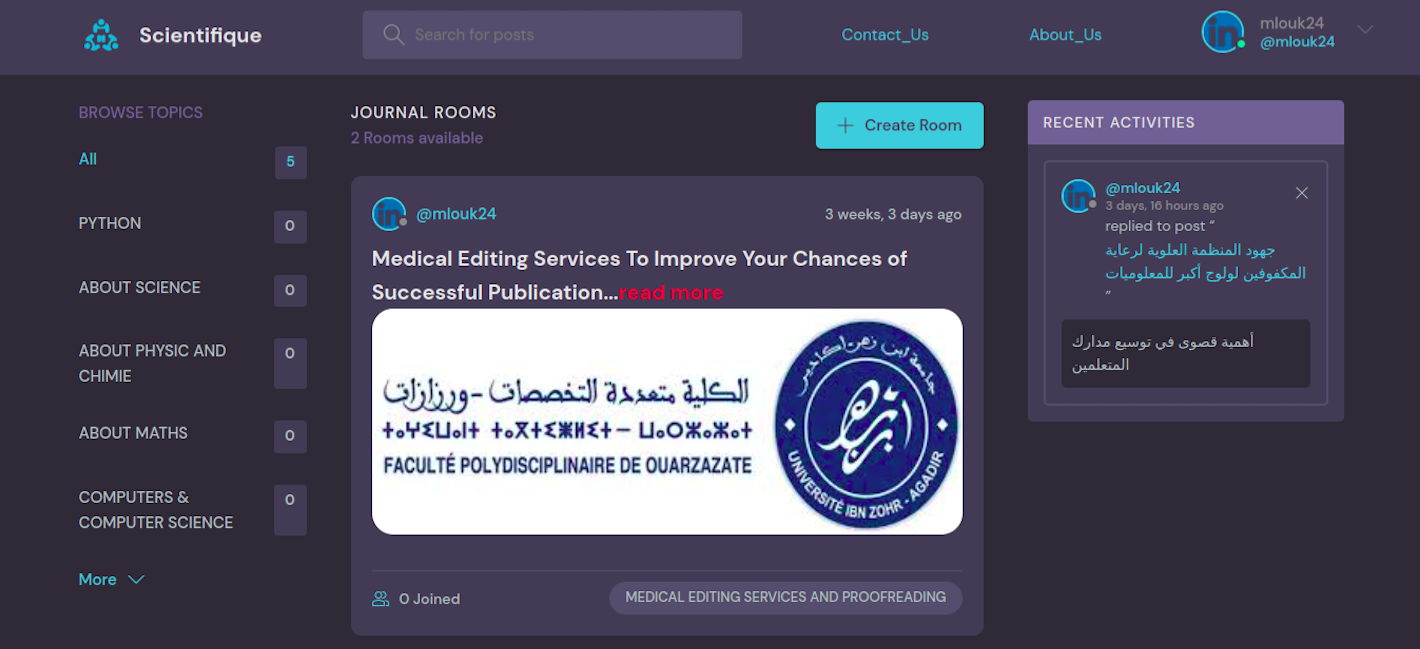 Scientifique
Search for posts
Contact_Us
About_Us
mlouk24
@mlouk24
BROWSE TOPICS
All
5
PYTHON
0
ABOUT SCIENCE
0
ABOUT PHYSIC AND
CHIMIE
0
ABOUT MATHS
0
COMPUTERS &
COMPUTER SCIENCE
0
More
JOURNAL ROOMS
2 Rooms available
Create Room
@mlouk24
3 weeks, 3 days ago
Medical Editing Services To Improve Your Chances of
Successful Publication...read more
الكلية متعددة التخصصات - ورزازات
ⵜⴰⵖⵉⵡⴰⵏⵜ ⵜⴰⴳⵜⵉⵥⵍⵉⵜ – ⵡⴰⵔⵣⴰⵣⴰⵜ
FACULTÉ POLYDISCIPLINAIRE DE OUARZAZATE
جامعة ابن زهر - اكادير
UNIVERSITÉ IBN ZOHR - AGADIR
0 Joined
MEDICAL EDITING SERVICES AND PROOFREADING
RECENT ACTIVITIES
@mlouk24
3 days, 16 hours ago
replied to post “
جهود المنظمة العلوية لرعاية
المكفوفين لولوج أكبر للمعلوميات
”
أهمية قصوى في توسيع مدارك
المتعلمين